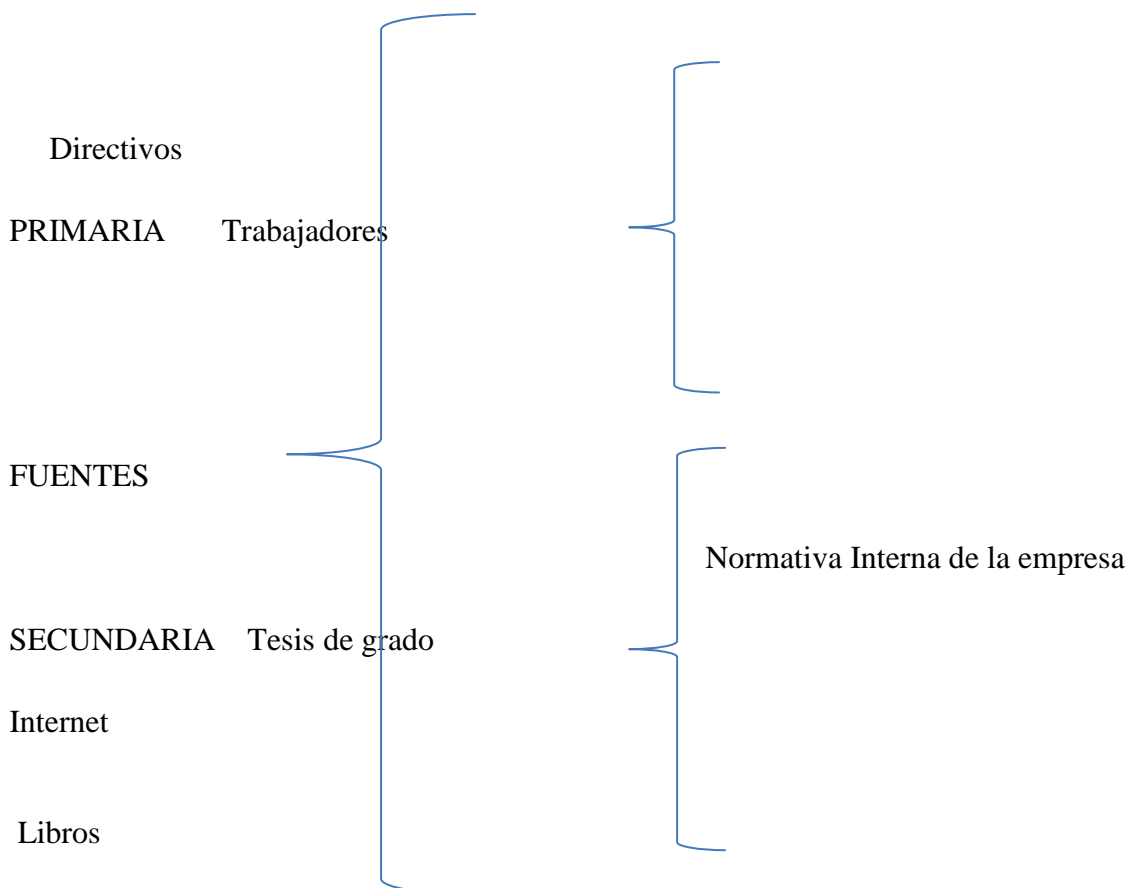 Directivos
PRIMARIA Trabajadores
FUENTES
Normativa Interna de la empresa
SECUNDARIA Tesis de grado
Internet
Libros